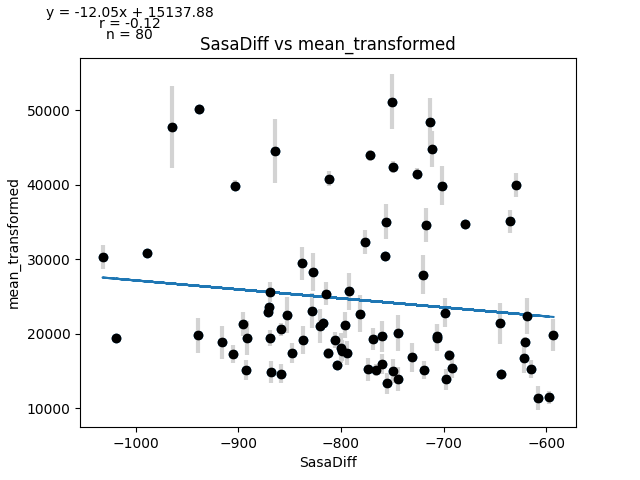 y = -12.05x + 15137.88
r = -0.12
n = 80
SasaDiff vs mean_transformed
50000
40000
30000
20000
10000
mean_transformed
−1000
−900
−800
−700
−600
SasaDiff